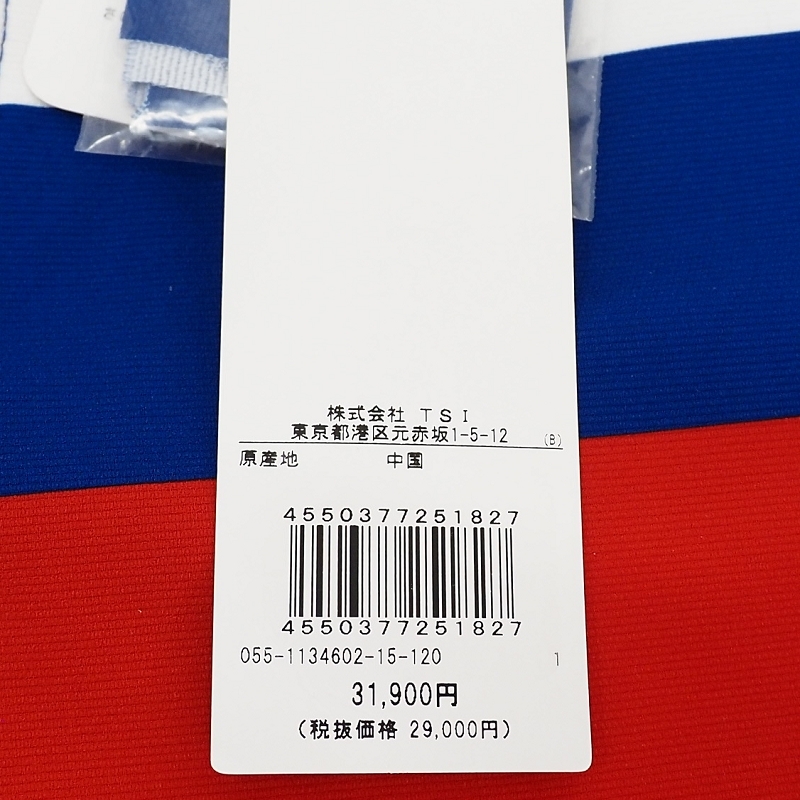 株式会社 ＴＳＩ
東京都港区元赤坂1-5-12 (B)
原産地 中国
4550377251827
4550377251827
055-1134602-15-120 1
31,900円
(税抜価格 29,000円)